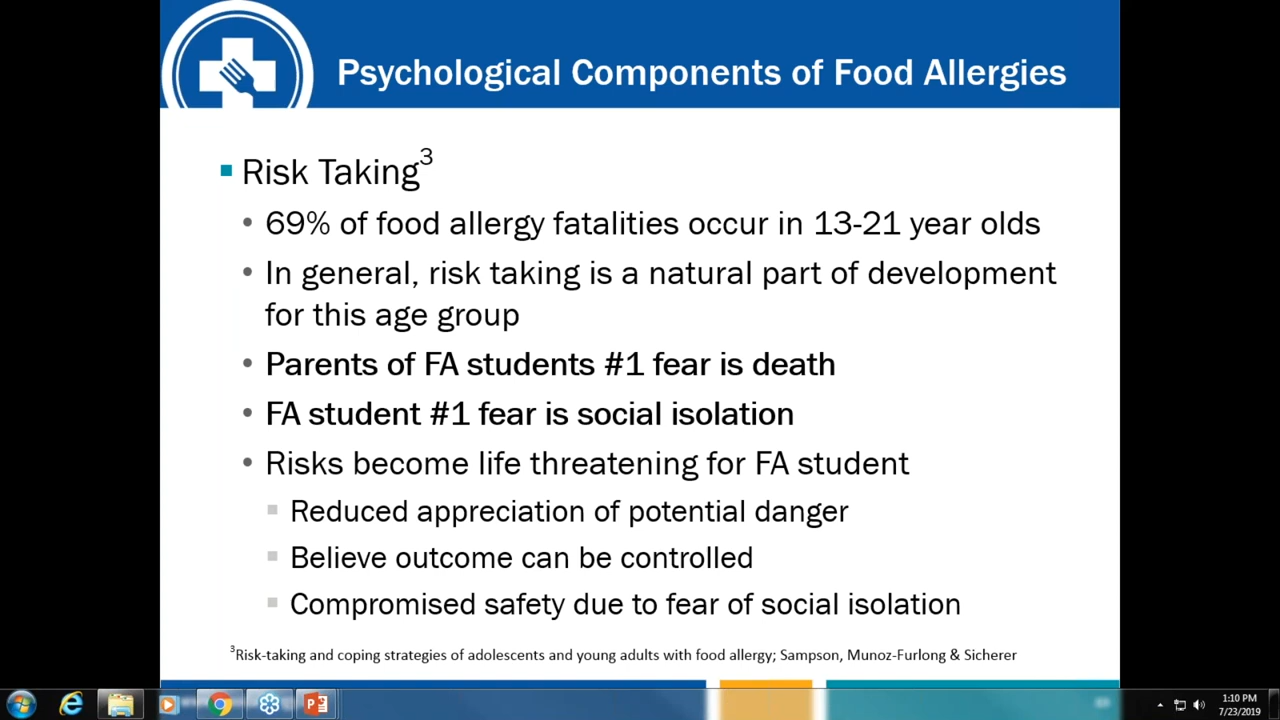 Psychological Components of Food Allergies
Risk Taking3
69% of food allergy fatalities occur in 13-21 year olds
In general, risk taking is a natural part of development
for this age group
Parents of FA students #1 fear is death
FA student #1 fear is social isolation
Risks become life threatening for FA student
Reduced appreciation of potential danger
Believe outcome can be controlled
Compromised safety due to fear of social isolation
3Risk-taking and coping strategies of adolescents and young adults with food allergy; Sampson, Munoz-Furlong & Sicherer
1:10 PM
7/23/2019